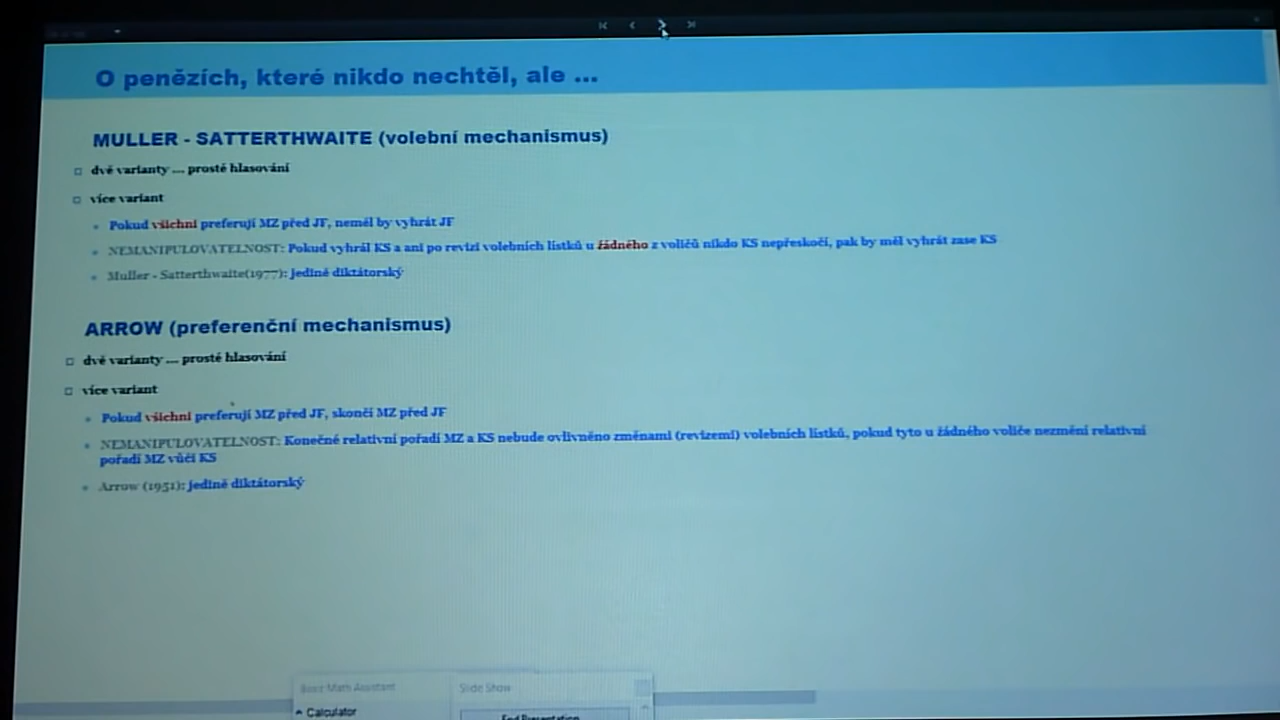 O penězích, které nikdo nechtěl, ale ...
MULLER - SATTERTHWAITE (volební mechanismus)
dvě varianty ... prosté hlasování
více variant
Pokud všichni preferují MZ před JF, neměl by vyhrát JF
NEMANIPULOVATELNOST: Pokud vyhrál KS a ani po revizi volebních lístků u žádného z voličů nikdo KS nepřeskočí, pak by měl vyhrát zase KS
Muller - Satterthwaite(1977): jedině diktátorský
ARROW (preferenční mechanismus)
dvě varianty ... prosté hlasování
více variant
Pokud všichni preferují MZ před JF, skončí MZ před JF
NEMANIPULOVATELNOST: Konečné relativní pořadí MZ a KS nebude ovlivněno změnami (revizemi) volebních lístků, pokud tyto u žádného voliče nezmění relativní
pořadí MZ vůči KS
Arrow (1951): jedině diktátorský
Basic Math Assistant
Slide Show
Calculator
End Presentation